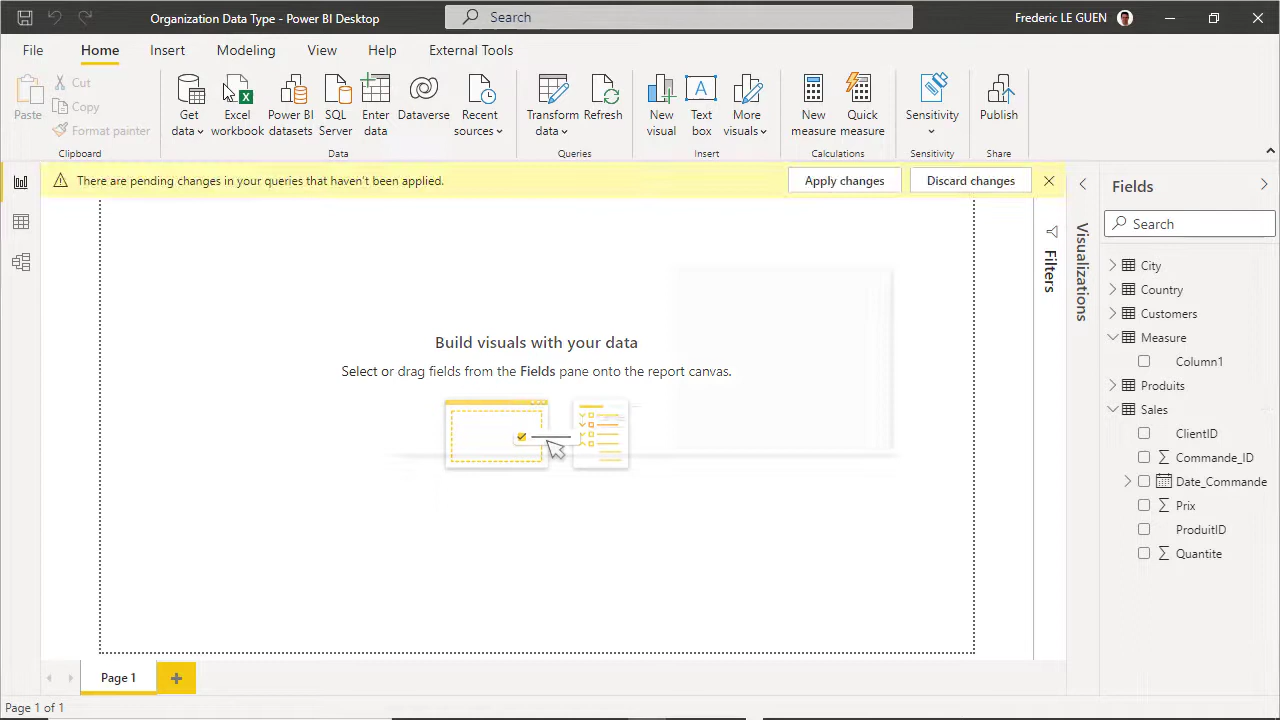 Organization Data Type - Power BI Desktop
Search
Frederic LE GUEN
File
Home
Insert
Modeling
View
Help
External Tools
Paste
Cut
Copy
Format painter
Clipboard
Get
data
Excel
workbook
Power BI
datasets
SQL
Server
Enter
data
Dataverse
Recent
sources
Data
Transform
data
Refresh
Queries
New
visual
Text
box
More
visuals
Insert
New
measure
Quick
measure
Calculations
Sensitivity
Sensitivity
Publish
Share
There are pending changes in your queries that haven't been applied.
Apply changes
Discard changes
Build visuals with your data
Select or drag fields from the Fields pane onto the report canvas.
Filters
Visualizations
Fields
Search
City
Country
Customers
Measure
Column1
Produits
Sales
ClientID
Commande_ID
Date_Commande
Prix
ProduitID
Quantite
Page 1
Page 1 of 1